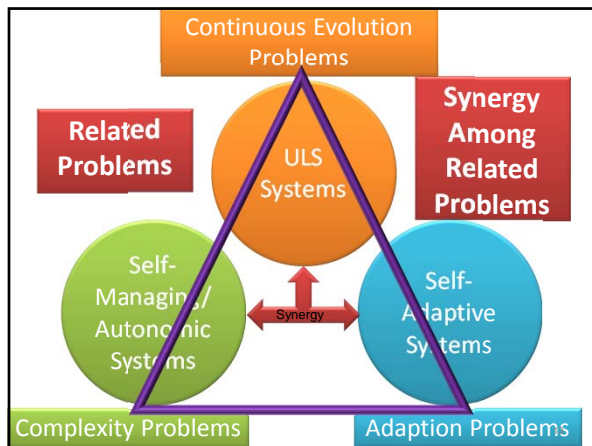 Continuous Evolution
Problems
Related
Problems
Synergy
Among
Related
Problems
ULS
Systems
Self-
Managing/
Autonomic
Systems
Synergy
Self-
Adaptive
Systems
Complexity Problems
Adaption Problems